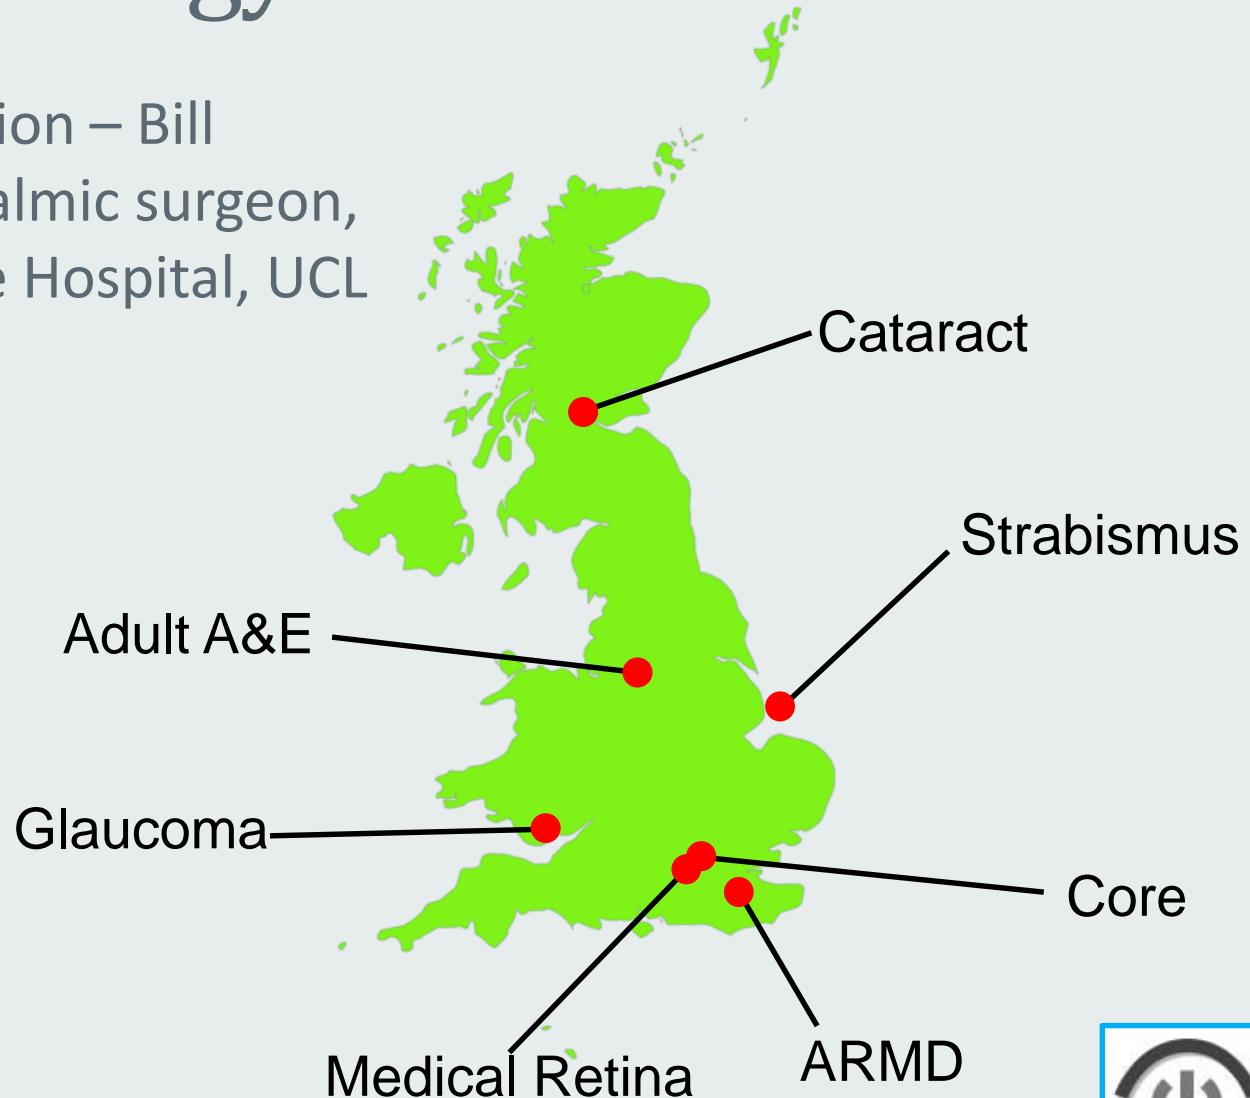 ion – Bill
almic surgeon,
e Hospital, UCL
Cataract
Strabismus
Adult A&E
Glaucoma
Core
Medical Retina
ARMD